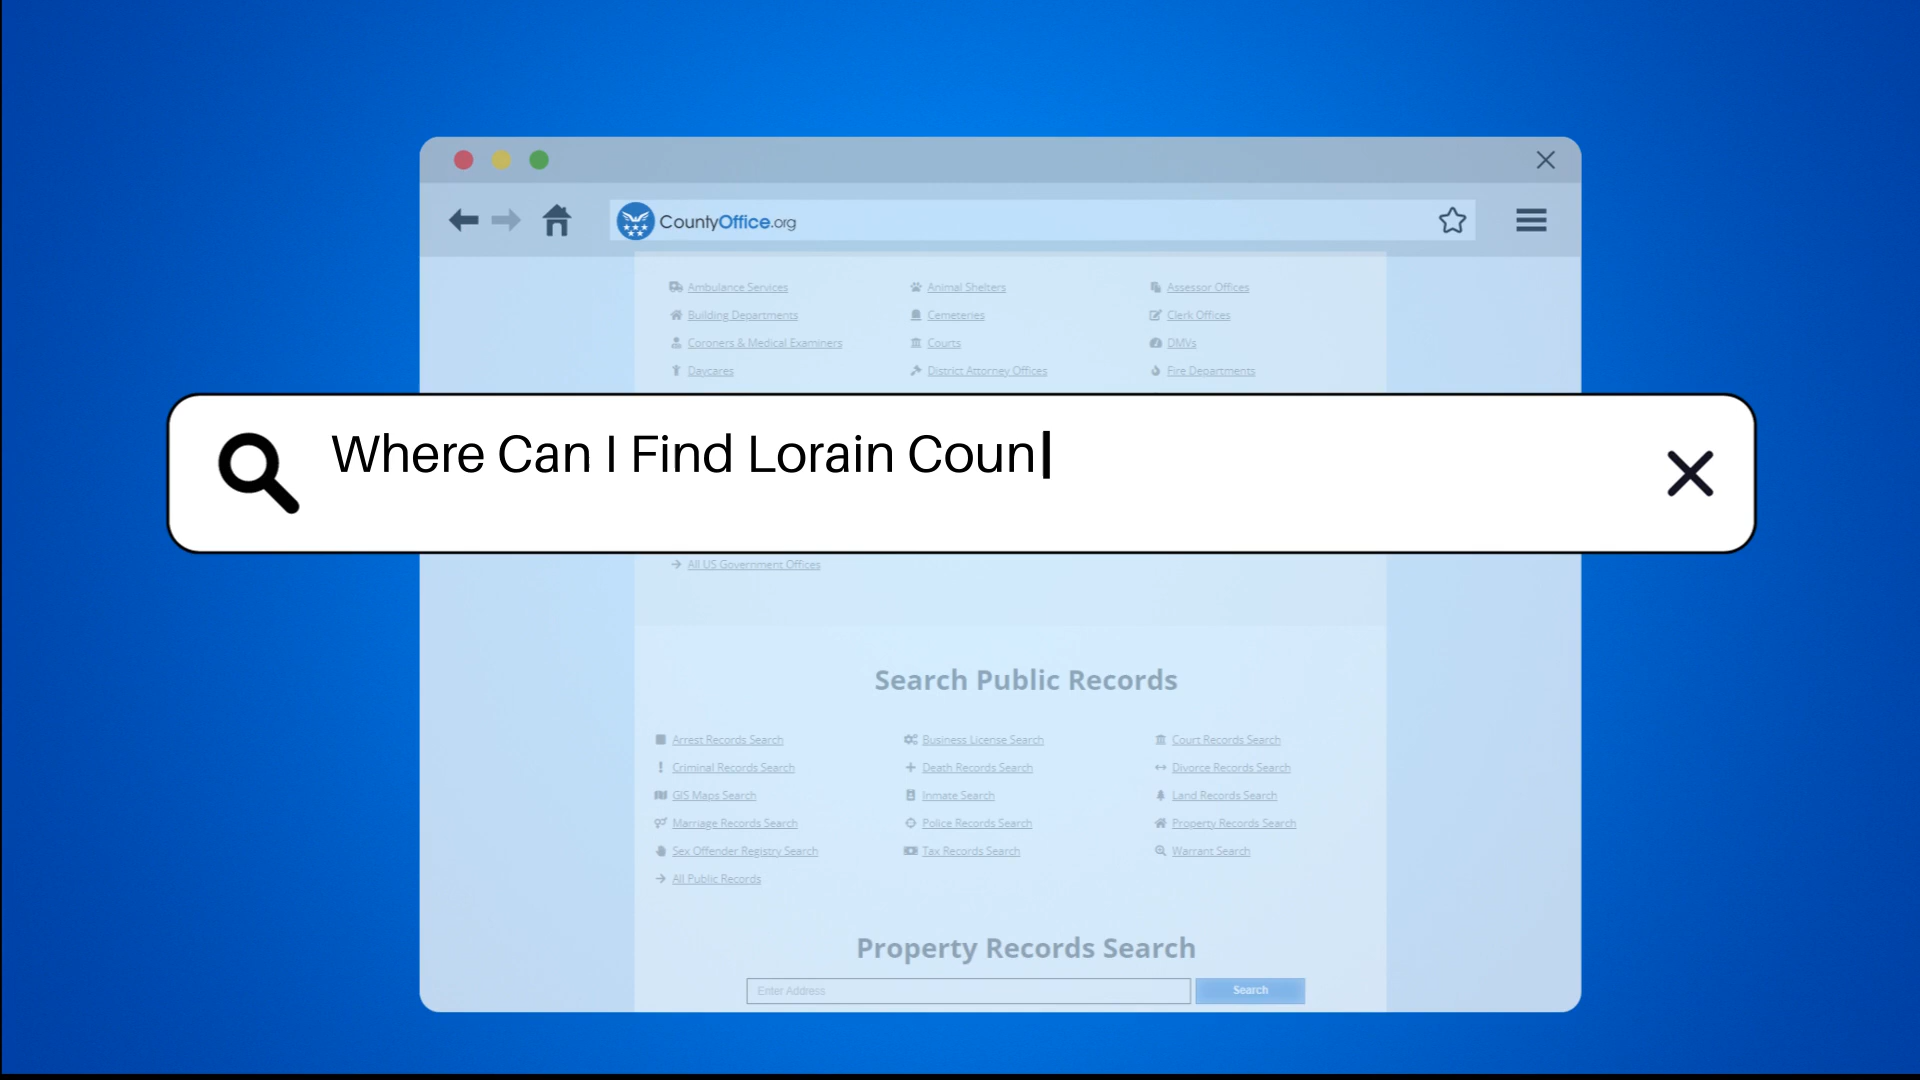 CountyOffice.org
Ambulance Services Animal Shelters Assessor Offices
Building Departments Cemeteries Clerk Offices
Coroners & Medical Examiners Courts DMVs
Daycares District Attorney Offices Fire Departments
Where Can I Find Lorain Coun
All US Government Offices
Search Public Records
Arrest Records Search Business License Search Court Records Search
Criminal Records Search Death Records Search Divorce Records Search
GIS Maps Search Inmate Search Land Records Search
Marriage Records Search Police Records Search Property Records Search
Sex Offender Registry Search Tax Records Search Warrant Search
All Public Records
Property Records Search
Enter Address Search